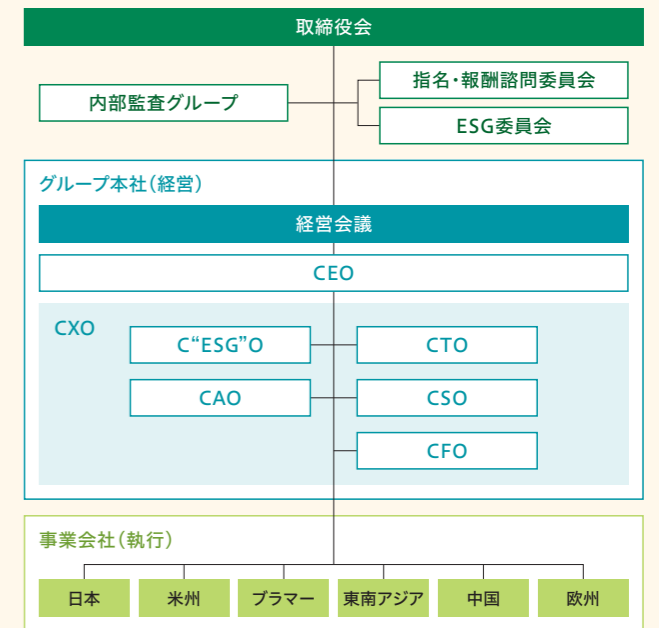 取締役会
内部監査グループ
指名・報酬諮問委員会
ESG委員会
グループ本社（経営）
経営会議
CEO
CXO
C“ESG”O
CTO
CAO
CSO
CFO
事業会社（執行）
日本
米州
ブラマー
東南アジア
中国
欧州